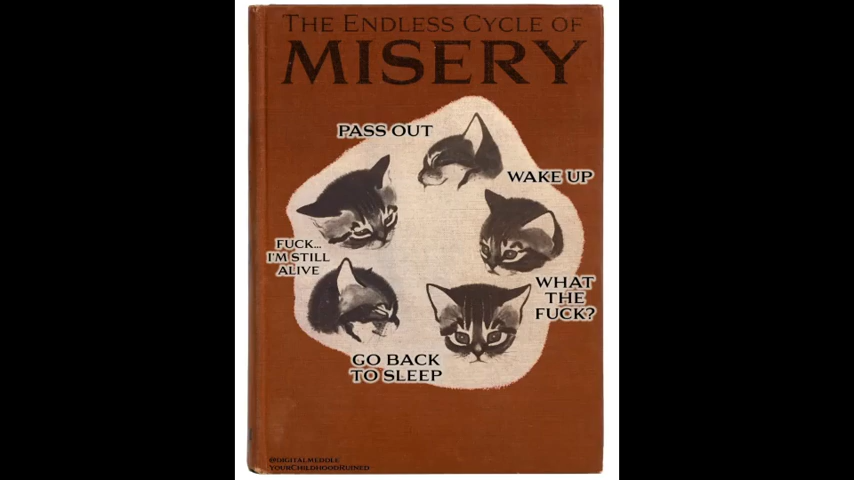 THE ENDLESS CYCLE OF
MISERY
PASS OUT
WAKE UP
WHAT
THE
FUCK?
GO BACK
TO SLEEP
FUCK...
I'M STILL
ALIVE
@DIGITALMEDDLE
YOURCHILDHOODRUINED